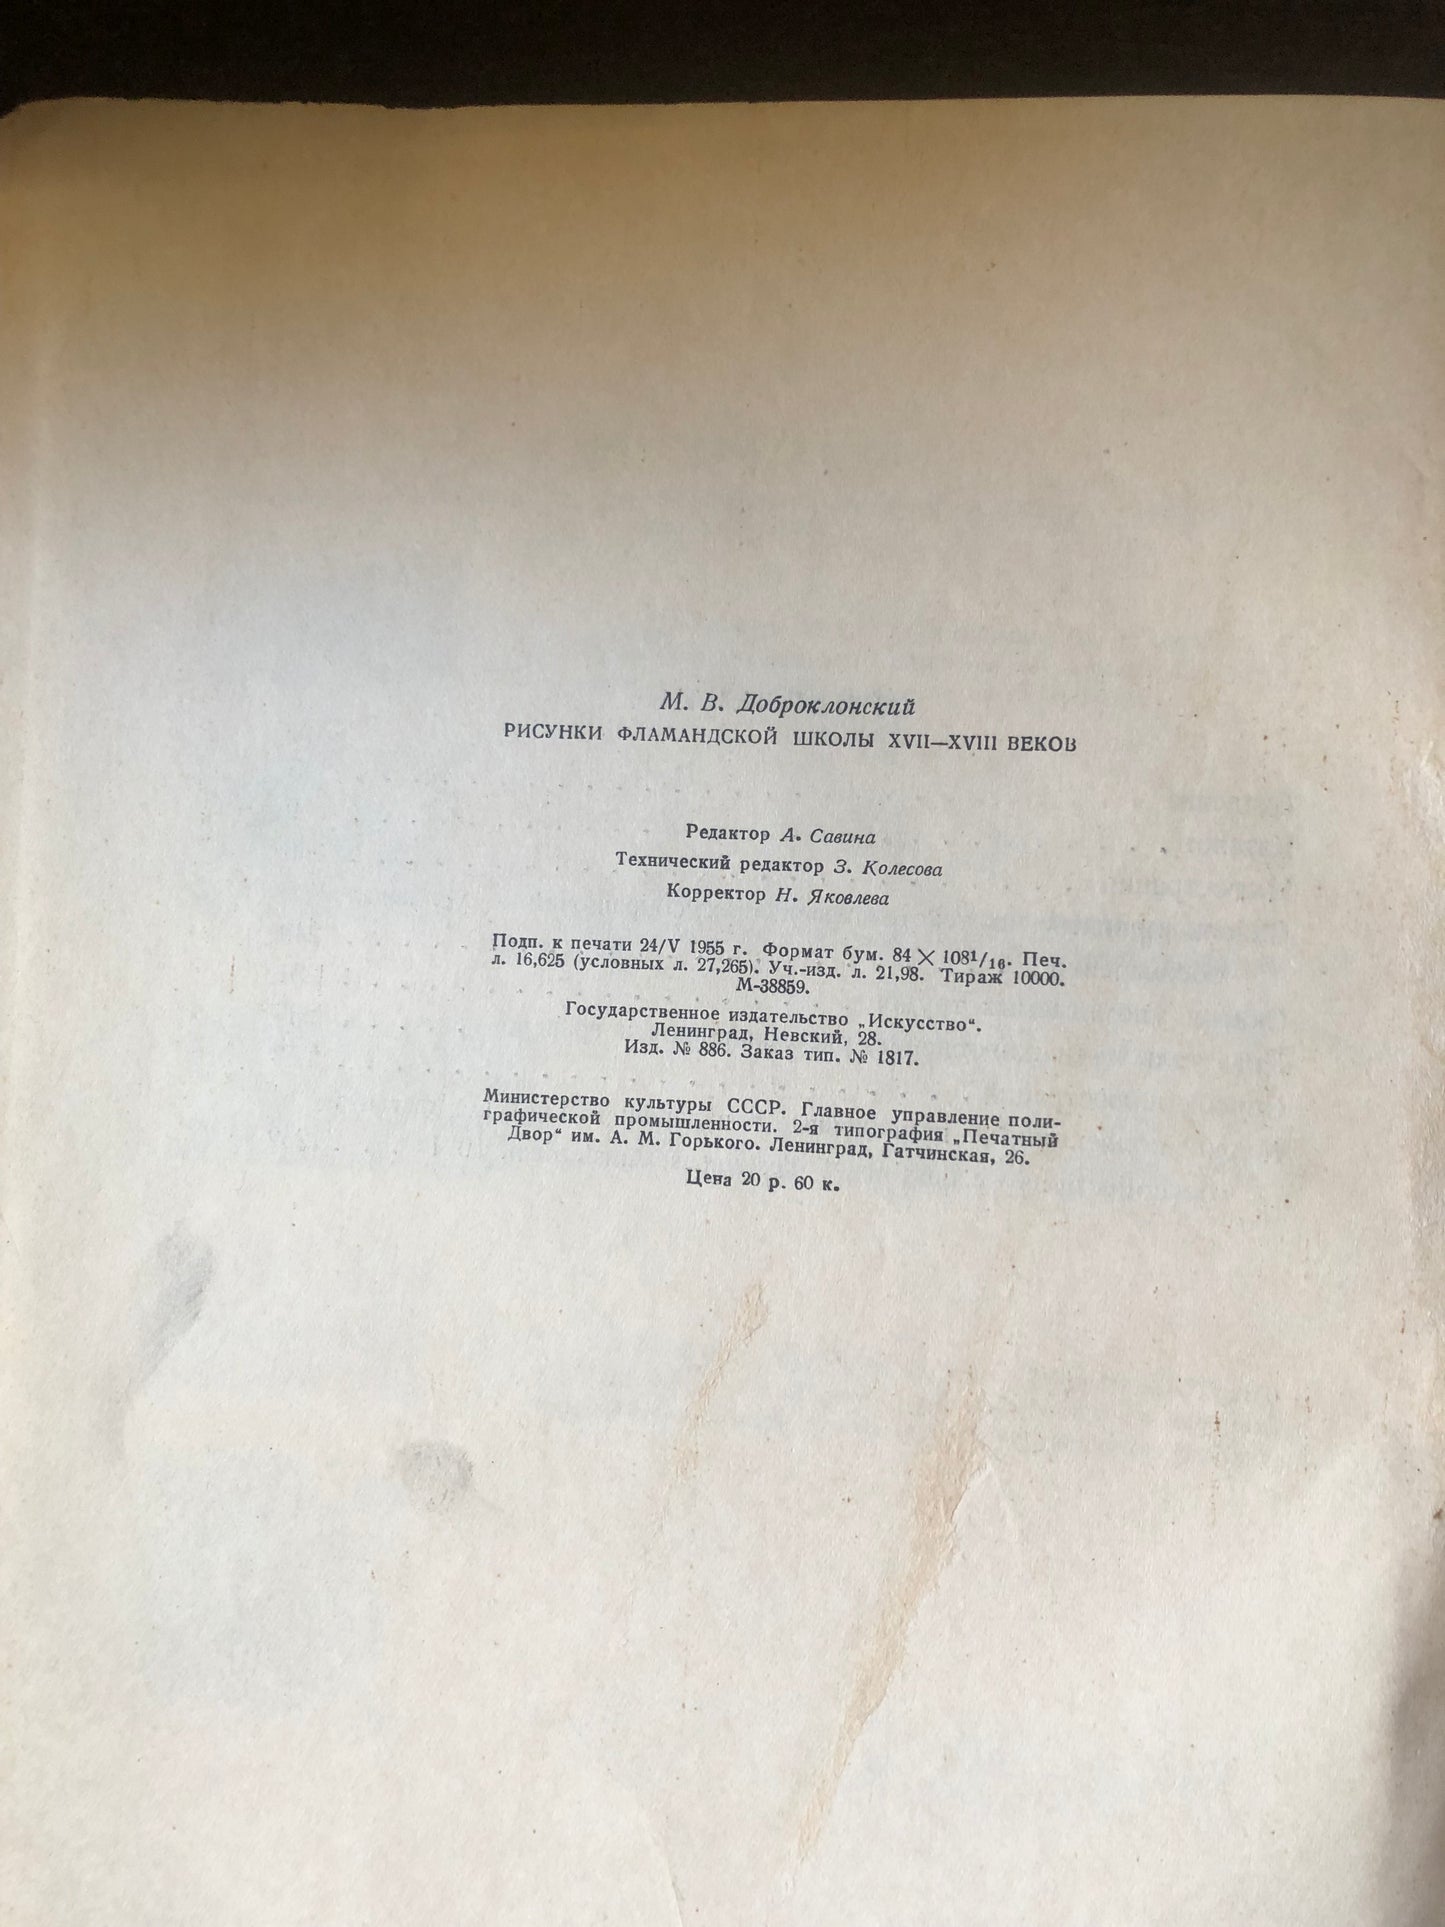 М. В. Доброклонский
РИСУНКИ ФЛАМАНДСКОЙ ШКОЛЫ XVII—XVIII ВЕКОВ
Редактор А. Савина
Технический редактор З. Колесова
Корректор Н. Яковлева
Подп. к печати 24/V 1955 г. Формат бум. 84 × 108¹/₁₆. Печ.
л. 16,625 (условных л. 27,265). Уч.-изд. л. 21,98. Тираж 10000.
М-38859.
Государственное издательство „Искусство“.
Ленинград, Невский, 28.
Изд. № 886. Заказ тип. № 1817.
Министерство культуры СССР. Главное управление поли-
графической промышленности. 2-я типография „Печатный
Двор“ им. А. М. Горького. Ленинград, Гатчинская, 26.
Цена 20 р. 60 к.